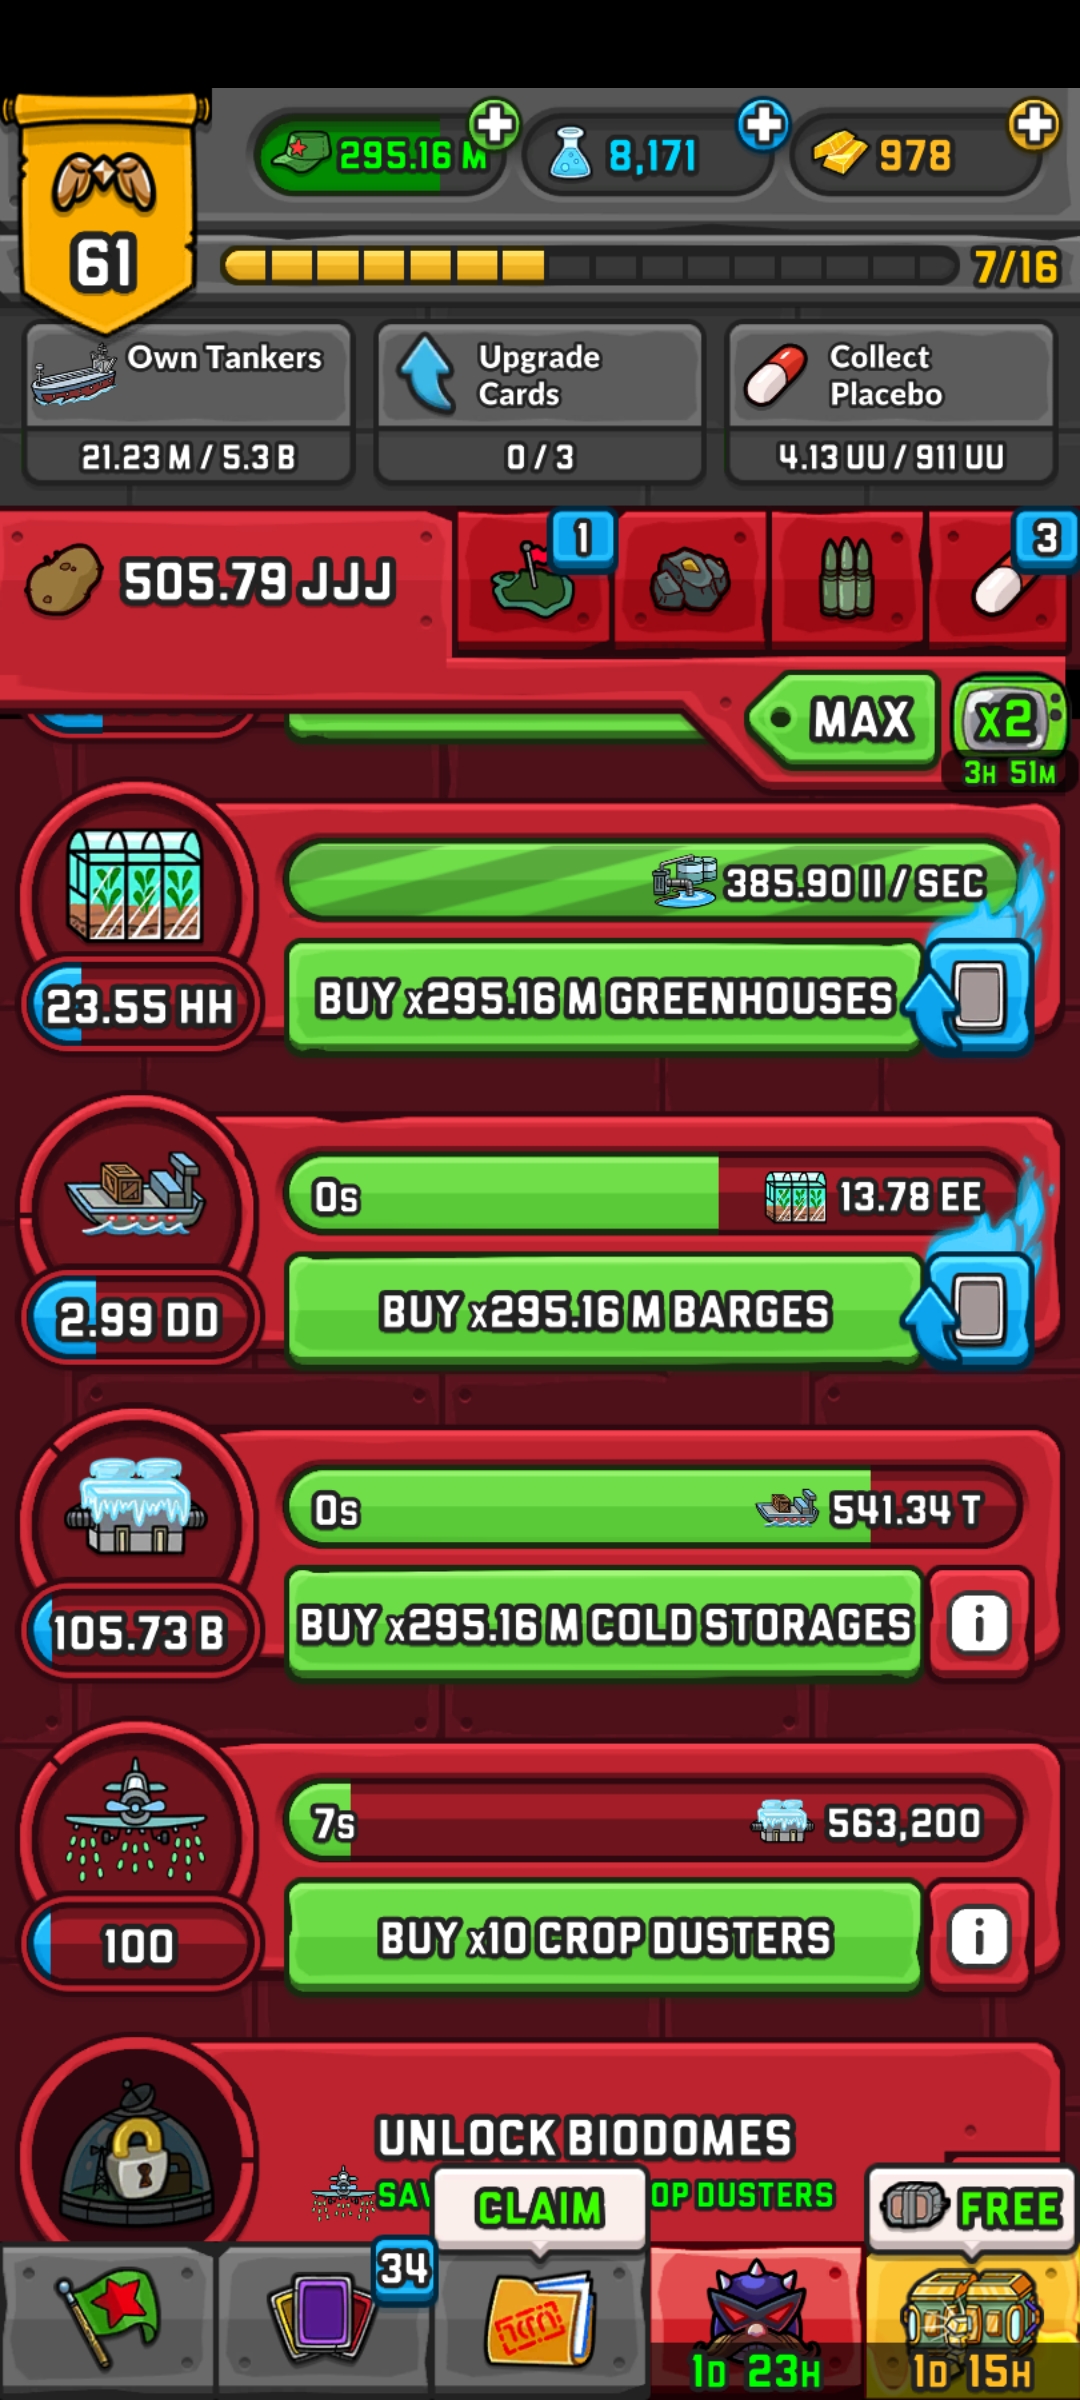 295.16 M
8,171
978
61
7/16
Own Tankers
21.23 M / 5.3 B
Upgrade
Cards
0 / 3
Collect
Placebo
4.13 UU / 911 UU
505.79 JJJ
1
3
MAX
x2
3H 51M
385.90 II / SEC
23.55 HH
BUY x295.16 M GREENHOUSES
0s
13.78 EE
2.99 DD
BUY x295.16 M BARGES
0s
541.34 T
105.73 B
BUY x295.16 M COLD STORAGES
i
7s
563,200
100
BUY x10 CROP DUSTERS
i
UNLOCK BIODOMES
DUSTERS
CLAIM
FREE
34
1D 23H
1D 15H